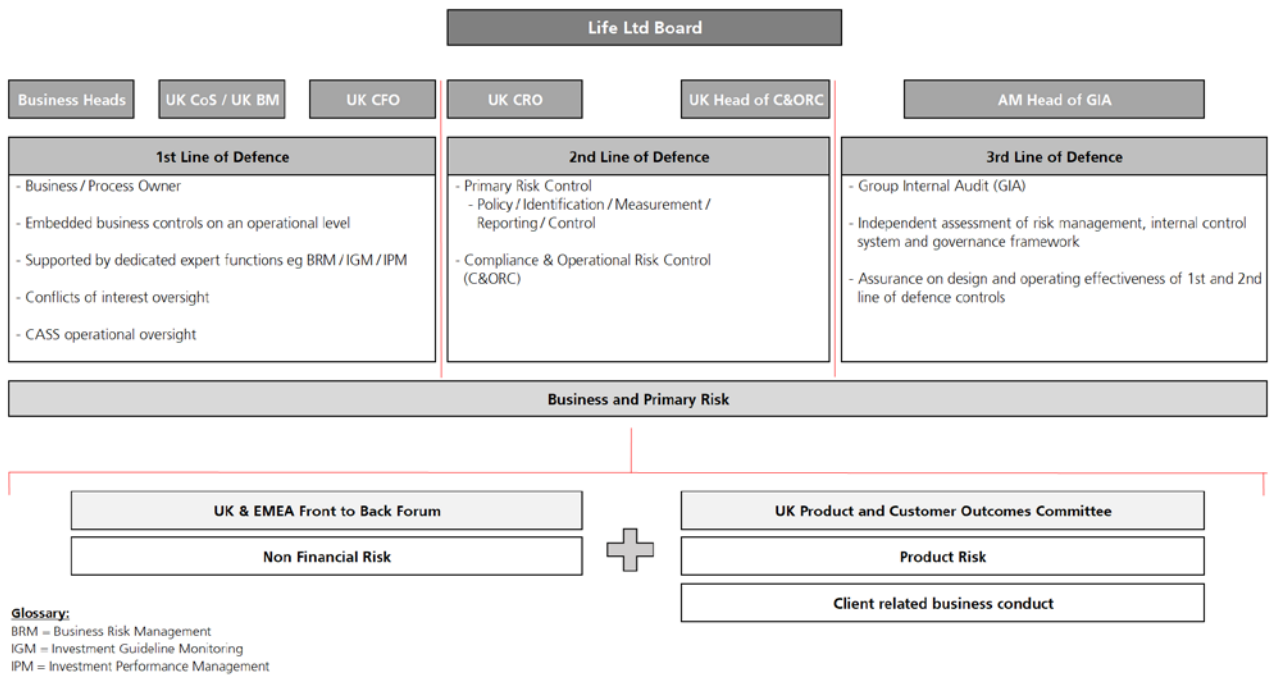 Life Ltd Board
Business Heads
UK CoS / UK BM
UK CFO
UK CRO
UK Head of C&ORC
AM Head of GIA
1st Line of Defence
- Business / Process Owner
- Embedded business controls on an operational level
- Supported by dedicated expert functions eg BRM / IGM / IPM
- Conflicts of interest oversight
- CASS operational oversight
2nd Line of Defence
- Primary Risk Control
- Policy / Identification / Measurement /
Reporting / Control
- Compliance & Operational Risk Control
(C&ORC)
3rd Line of Defence
- Group Internal Audit (GIA)
- Independent assessment of risk management, internal control
system and governance framework
- Assurance on design and operating effectiveness of 1st and 2nd
line of defence controls
Business and Primary Risk
UK & EMEA Front to Back Forum
Non Financial Risk
UK Product and Customer Outcomes Committee
Product Risk
Client related business conduct
Glossary:
BRM = Business Risk Management
IGM = Investment Guideline Monitoring
IPM = Investment Performance Management